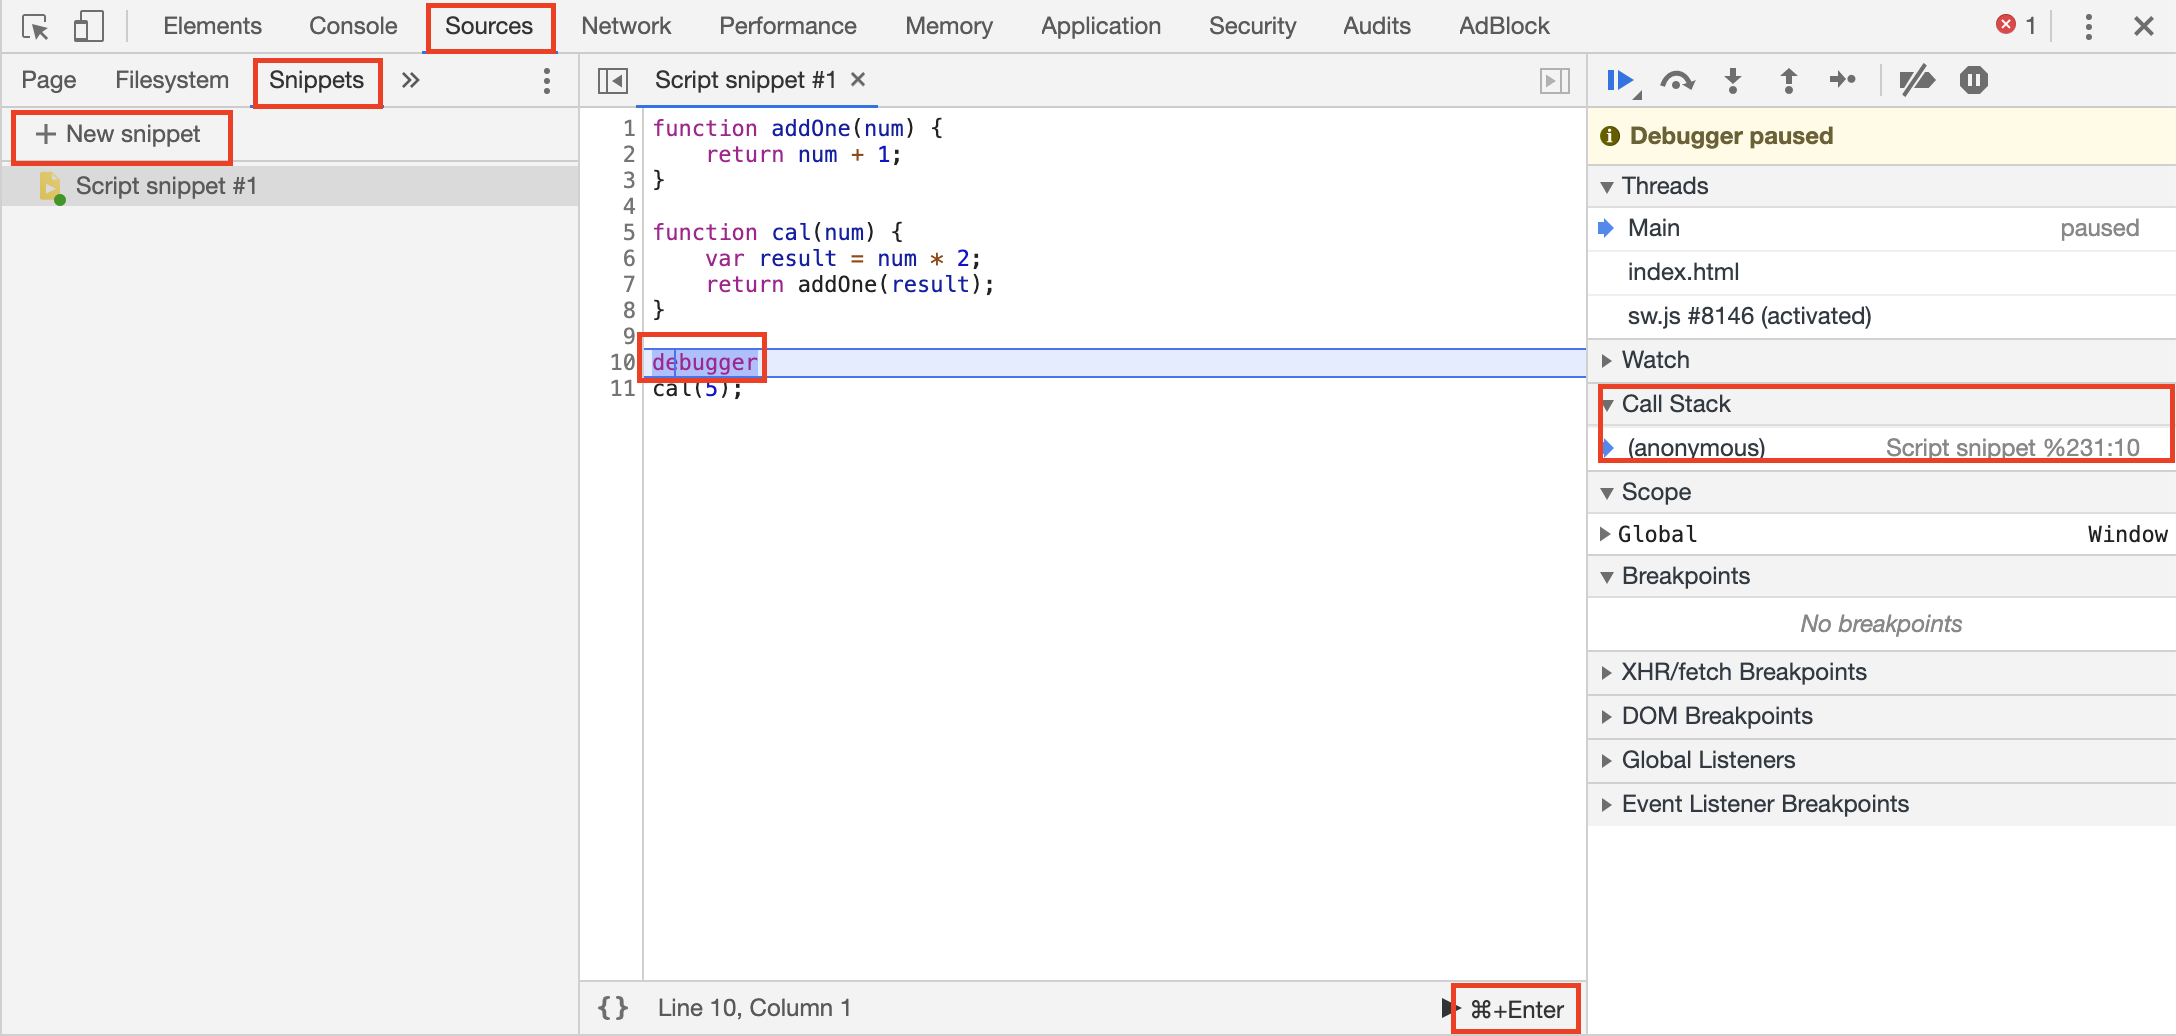 Elements Console Sources Network Performance Memory Application Security Audits AdBlock 1
Page Filesystem Snippets
+ New snippet
Script snippet #1
Script snippet #1
1 function addOne(num) {
2     return num + 1;
3 }
4
5 function cal(num) {
6     var result = num * 2;
7     return addOne(result);
8 }
9
10 debugger
11 cal(5);
{} Line 10, Column 1 ⌘+Enter
Debugger paused
Threads
Main paused
index.html
sw.js #8146 (activated)
Watch
Call Stack
(anonymous) Script snippet %231:10
Scope
Global Window
Breakpoints
No breakpoints
XHR/fetch Breakpoints
DOM Breakpoints
Global Listeners
Event Listener Breakpoints